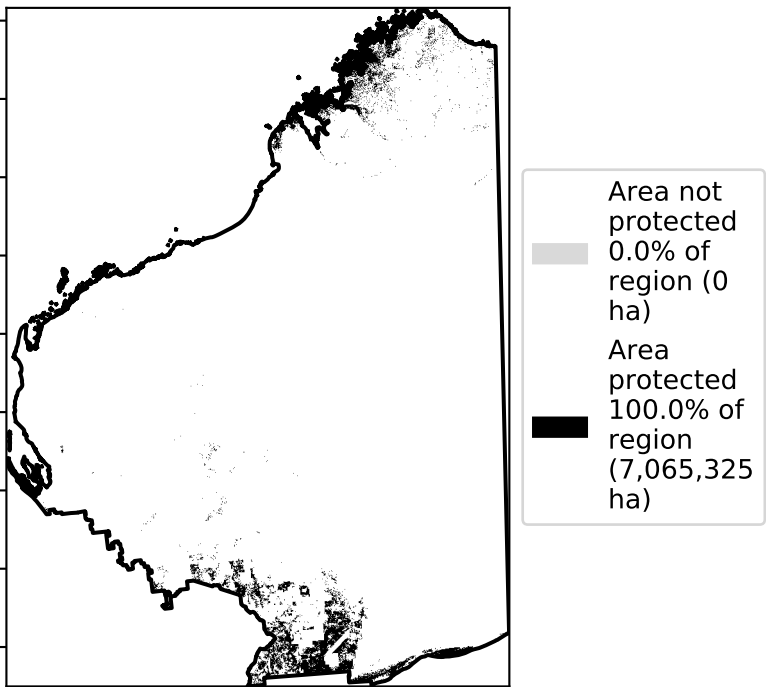 Area not
protected
0.0% of
region (0
ha)
Area
protected
100.0% of
region
(7,065,325
ha)